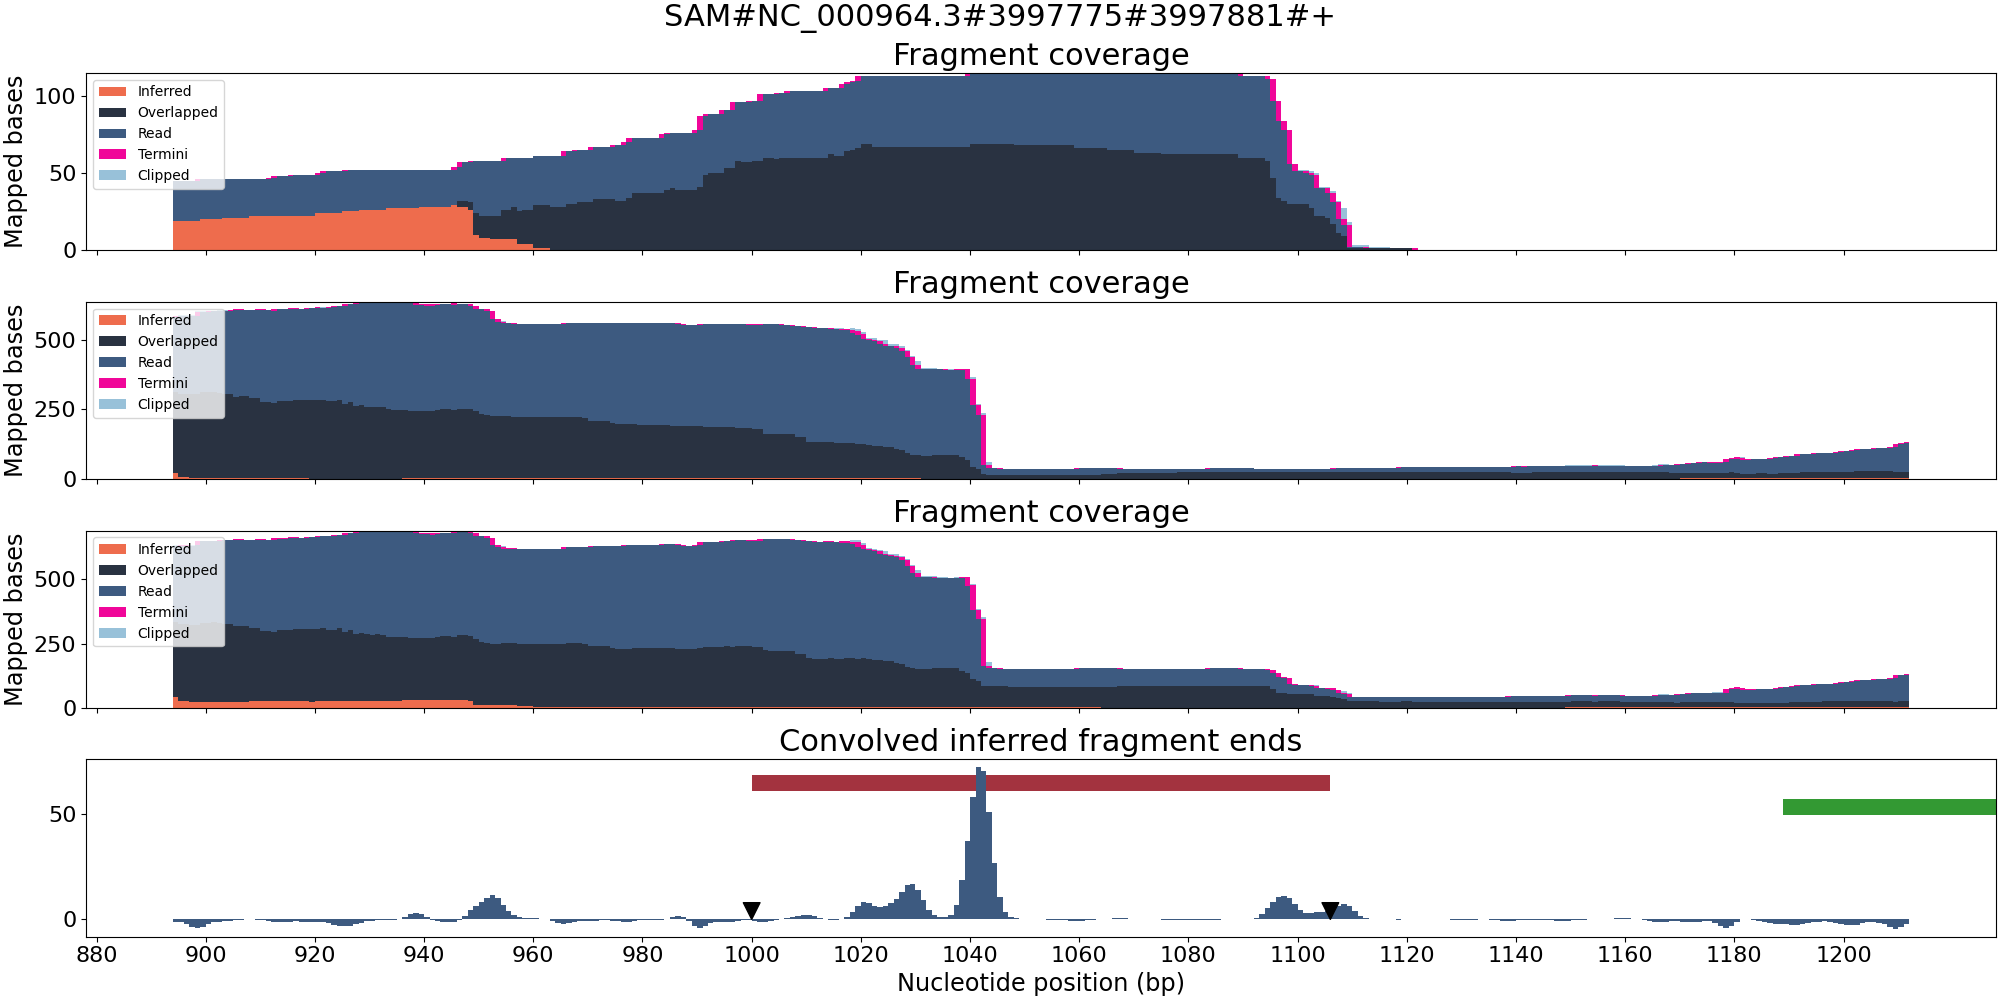 SAM#NC_000964.3#3997775#3997881#+
Fragment coverage
Mapped bases
100
50
0
Inferred
Overlapped
Read
Termini
Clipped
Fragment coverage
Mapped bases
500
250
0
Inferred
Overlapped
Read
Termini
Clipped
Fragment coverage
Mapped bases
500
250
0
Inferred
Overlapped
Read
Termini
Clipped
Convolved inferred fragment ends
50
0
880 900 920 940 960 980 1000 1020 1040 1060 1080 1100 1120 1140 1160 1180 1200
Nucleotide position (bp)